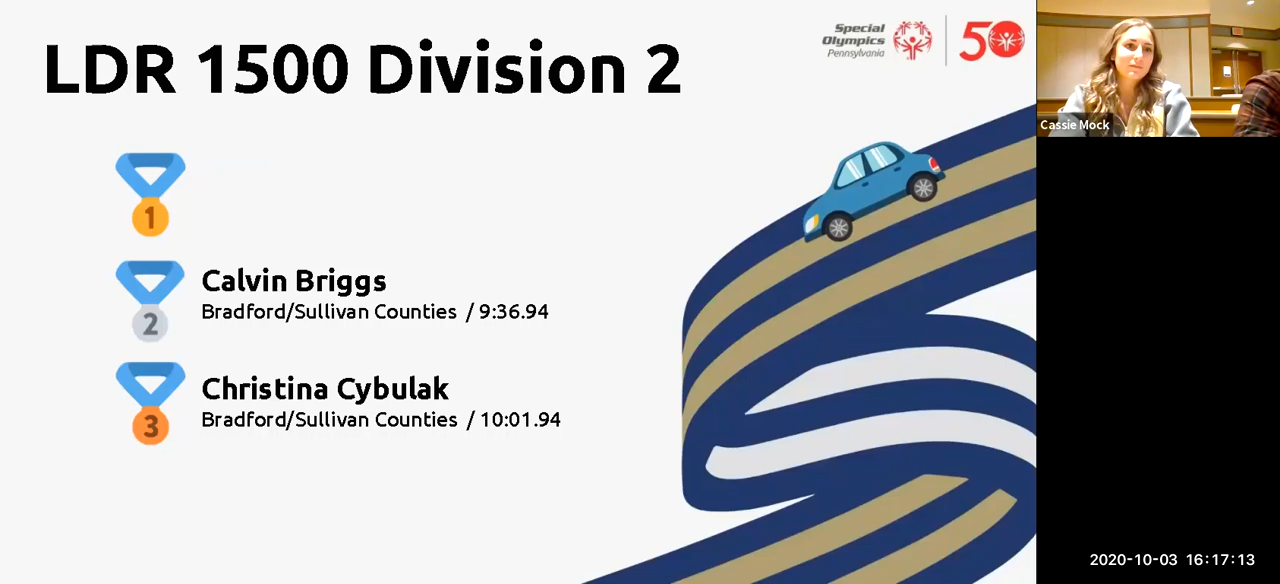 LDR 1500 Division 2
Special
Olympics
Pennsylvania
50
Cassie Mock
1
2
Calvin Briggs
Bradford/Sullivan Counties / 9:36.94
3
Christina Cybulak
Bradford/Sullivan Counties / 10:01.94
2020-10-03 16:17:13